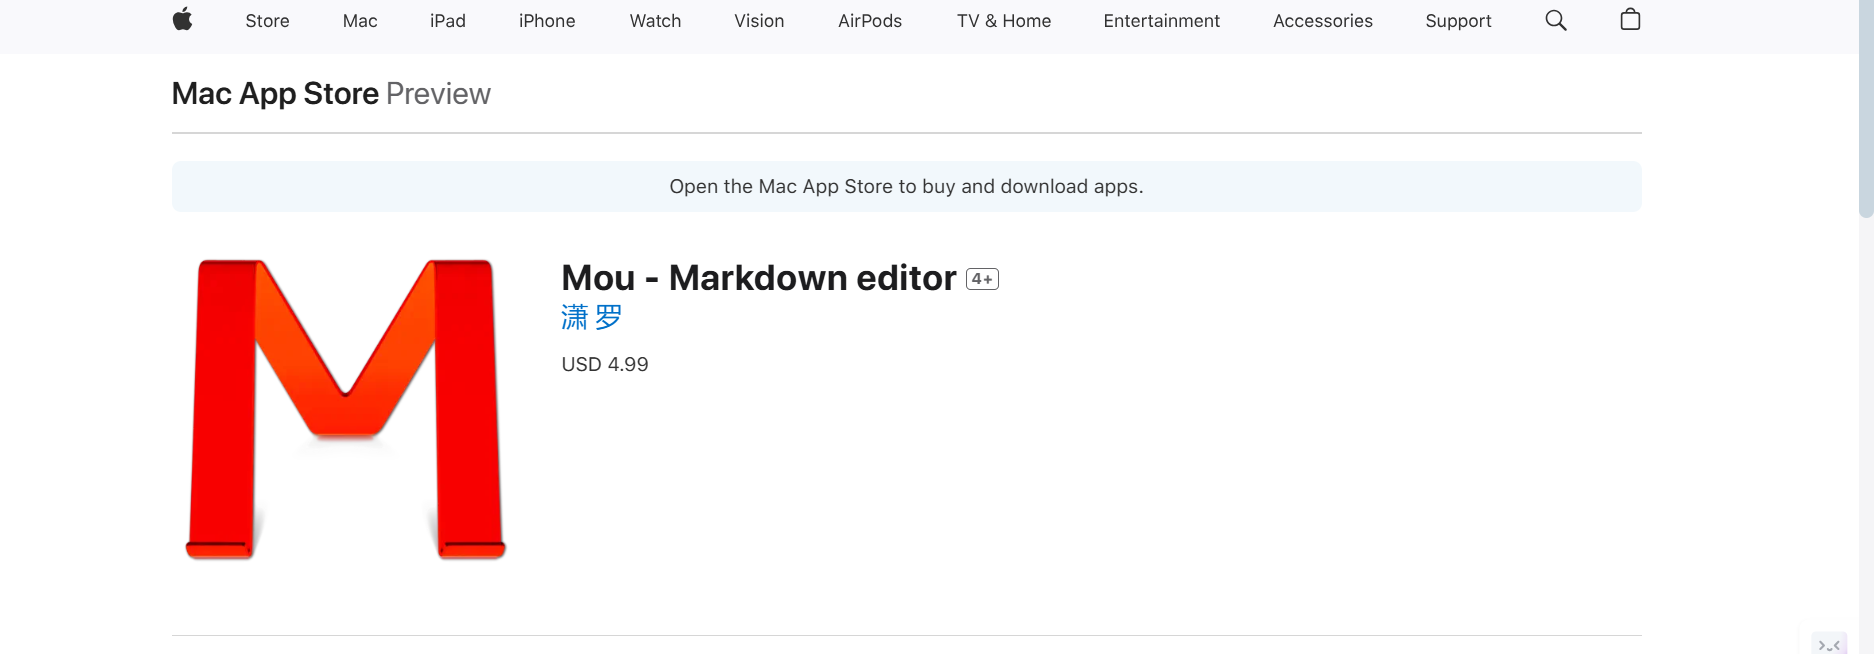 Store Mac iPad iPhone Watch Vision AirPods TV & Home Entertainment Accessories Support
Mac App Store Preview
Open the Mac App Store to buy and download apps.
Mou - Markdown editor 4+
潇 罗
USD 4.99